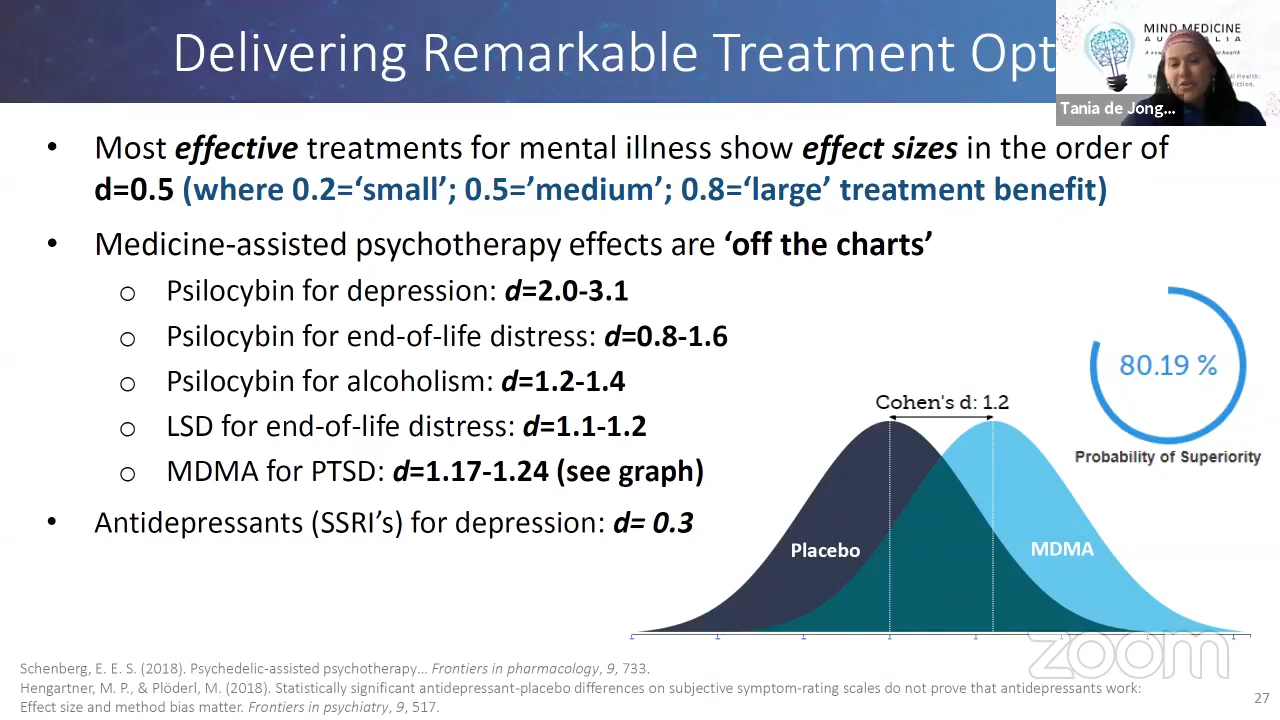 Delivering Remarkable Treatment Opt
MIND MEDICINE
AUSTRALIA
Tania de Jong...
• Most effective treatments for mental illness show effect sizes in the order of
d=0.5 (where 0.2=‘small’; 0.5=’medium’; 0.8=‘large’ treatment benefit)
• Medicine-assisted psychotherapy effects are ‘off the charts’
o Psilocybin for depression: d=2.0-3.1
o Psilocybin for end-of-life distress: d=0.8-1.6
o Psilocybin for alcoholism: d=1.2-1.4
o LSD for end-of-life distress: d=1.1-1.2
o MDMA for PTSD: d=1.17-1.24 (see graph)
• Antidepressants (SSRI’s) for depression: d= 0.3
80.19 %
Probability of Superiority
Cohen's d: 1.2
Placebo
MDMA
zoom
Schenberg, E. E. S. (2018). Psychedelic-assisted psychotherapy… Frontiers in pharmacology, 9, 733.
Hengartner, M. P., & Plöderl, M. (2018). Statistically significant antidepressant-placebo differences on subjective symptom-rating scales do not prove that antidepressants work:
Effect size and method bias matter. Frontiers in psychiatry, 9, 517.
27